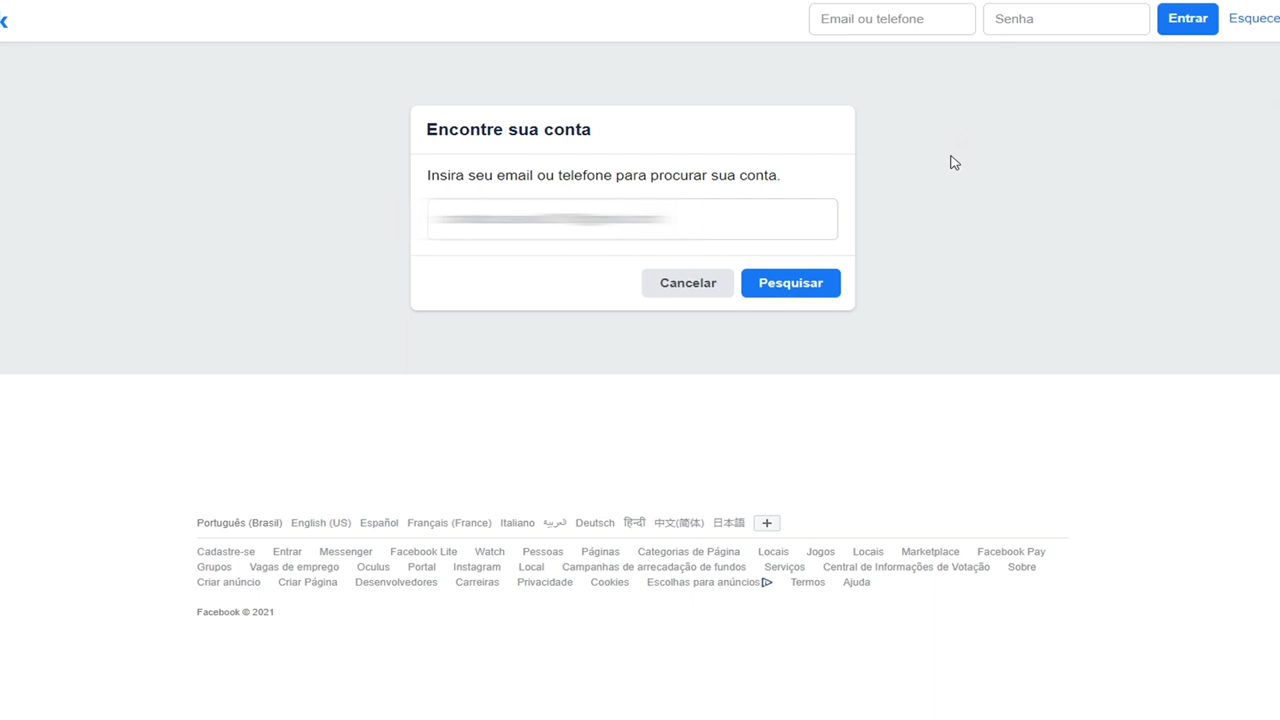 Email ou telefone Senha Entrar Esquece
Encontre sua conta
Insira seu email ou telefone para procurar sua conta.
Cancelar Pesquisar
Português (Brasil) English (US) Español Français (France) Italiano العربية Deutsch हिन्दी 中文(简体) 日本語 +
Cadastre-se Entrar Messenger Facebook Lite Watch Pessoas Páginas Categorias de Página Locais Jogos Locais Marketplace Facebook Pay
Grupos Vagas de emprego Oculus Portal Instagram Local Campanhas de arrecadação de fundos Serviços Central de Informações de Votação Sobre
Criar anúncio Criar Página Desenvolvedores Carreiras Privacidade Cookies Escolhas para anúncios Termos Ajuda
Facebook © 2021